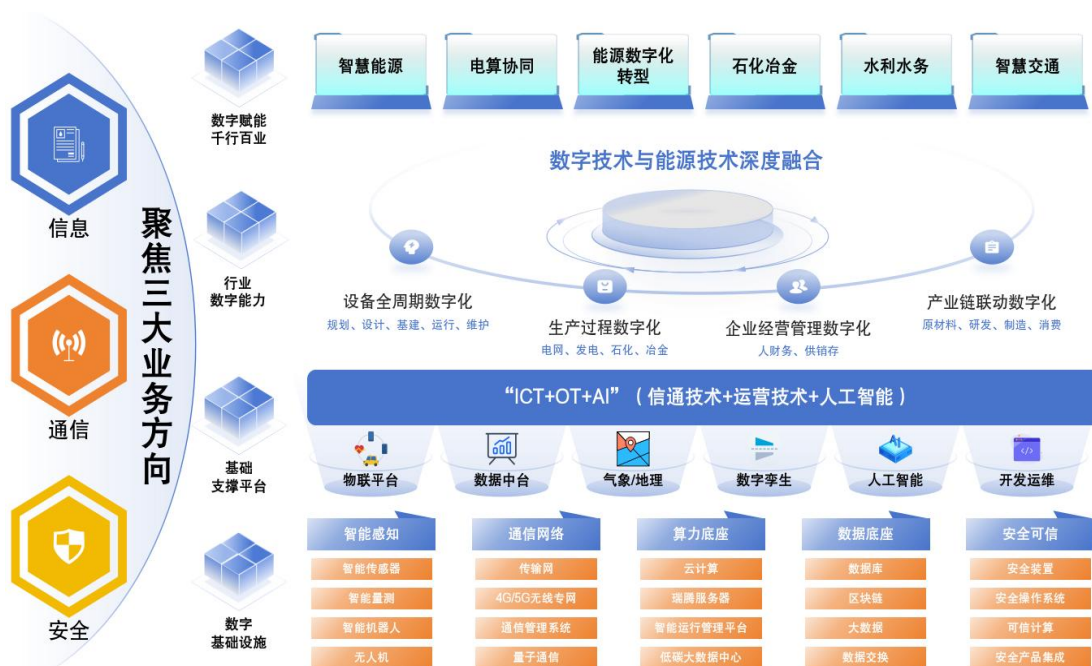 信息
通信
安全
聚焦三大业务方向
数字赋能
千行百业
行业
数字能力
基础
支撑平台
数字
基础设施
智慧能源
电算协同
能源数字化
转型
石化冶金
水利水务
智慧交通
数字技术与能源技术深度融合
设备全周期数字化
规划、设计、基建、运行、维护
生产过程数字化
电网、发电、石化、冶金
企业经营管理数字化
人财务、供销存
产业链联动数字化
原材料、研发、制造、消费
“ICT+OT+AI”（信通技术+运营技术+人工智能）
物联平台
数据中台
气象/地理
数字孪生
AI
人工智能
开发运维
智能感知
智能传感器
智能量测
智能机器人
无人机
通信网络
传输网
4G/5G无线专网
通信管理系统
量子通信
算力底座
云计算
瑞腾服务器
智能运行管理平台
低碳大数据中心
数据底座
数据库
区块链
大数据
数据交换
安全可信
安全装置
安全操作系统
可信计算
安全产品集成